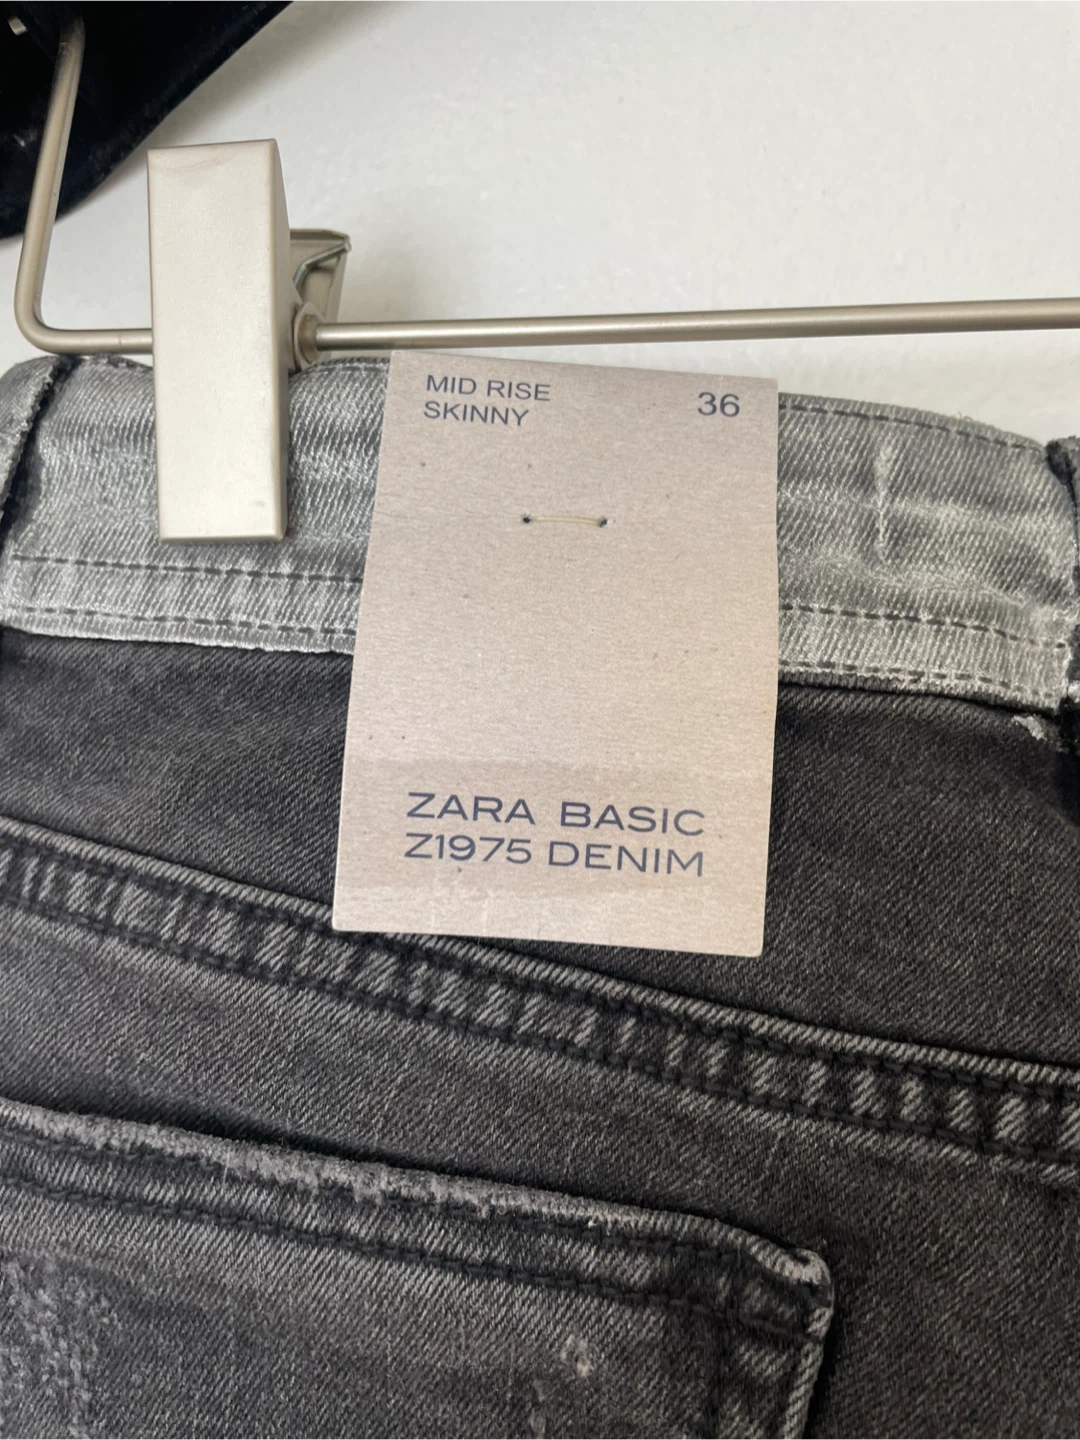 MID RISE
SKINNY
36
ZARA BASIC
Z1975 DENIM